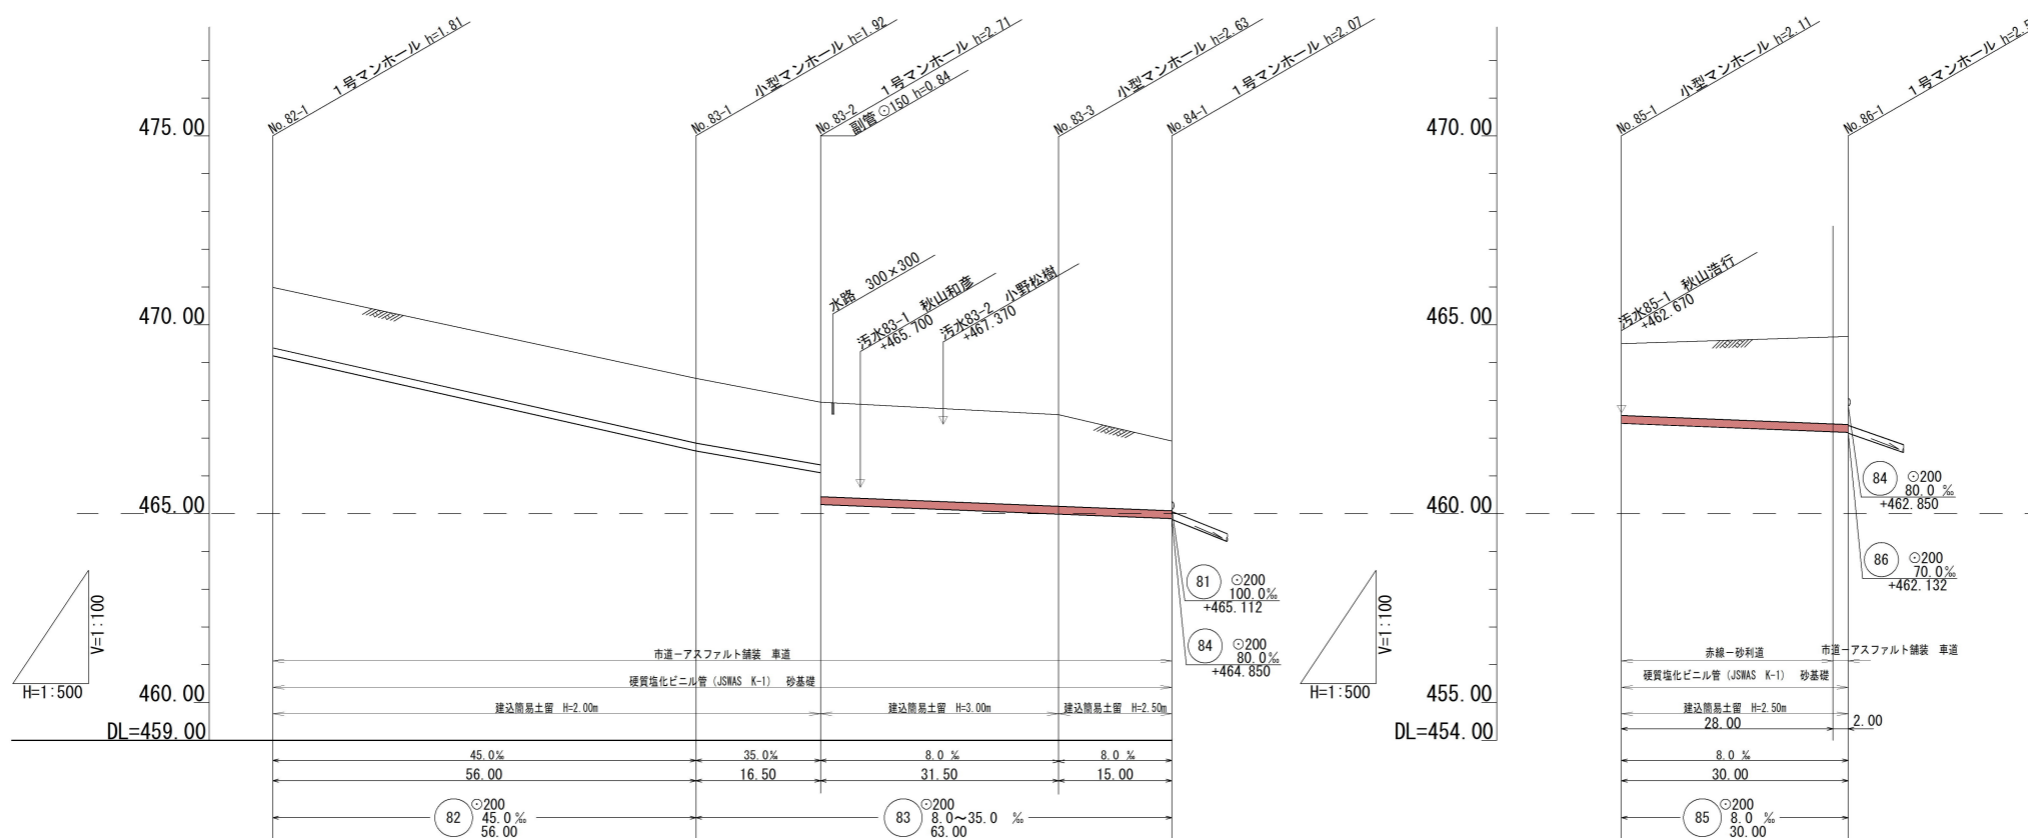 No.82-1 1号マンホール h=1.81
No.83-1 小型マンホール h=1.92
No.83-2 1号マンホール h=2.71
副管⊙150 h=0.84
No.83-3 小型マンホール h=2.63
No.84-1 1号マンホール h=2.07
475.00
470.00
465.00
460.00
DL=459.00
水路 300×300
汚水83-1 秋山和彦
+465.700
汚水83-2 小野松樹
+467.370
81 ⊙200
100.0‰
+465.112
84 ⊙200
80.0‰
+464.850
V=1:100
H=1:500
市道-アスファルト舗装 車道
硬質塩化ビニル管(JSWAS K-1) 砂基礎
建込簡易土留 H=2.00m
建込簡易土留 H=3.00m
建込簡易土留 H=2.50m
45.0‰
35.0‰
8.0 ‰
8.0 ‰
56.00
16.50
31.50
15.00
82 ⊙200
45.0‰
56.00
83 ⊙200
8.0~35.0 ‰
63.00
No.85-1 小型マンホール h=2.11
No.86-1 1号マンホール
470.00
465.00
460.00
455.00
DL=454.00
汚水85-1 秋山浩行
+462.670
84 ⊙200
80.0 ‰
+462.850
86 ⊙200
70.0‰
+462.132
V=1:100
H=1:500
赤線-砂利道
市道-アスファルト舗装 車道
硬質塩化ビニル管(JSWAS K-1) 砂基礎
建込簡易土留 H=2.50m
28.00
2.00
8.0 ‰
30.00
85 ⊙200
8.0 ‰
30.00